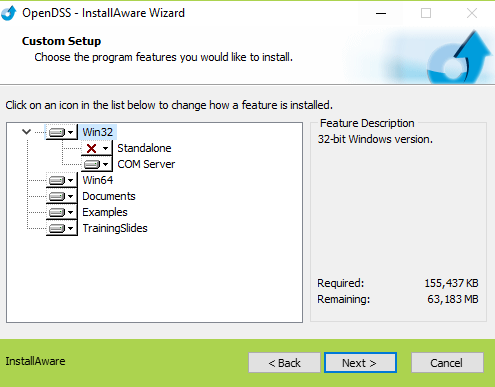 OpenDSS - InstallAware Wizard
Custom Setup
Choose the program features you would like to install.
Click on an icon in the list below to change how a feature is installed.
Win32
Standalone
COM Server
Win64
Documents
Examples
TrainingSlides
Feature Description
32-bit Windows version.
Required: 155,437 KB
Remaining: 63,183 MB
InstallAware
< Back Next > Cancel